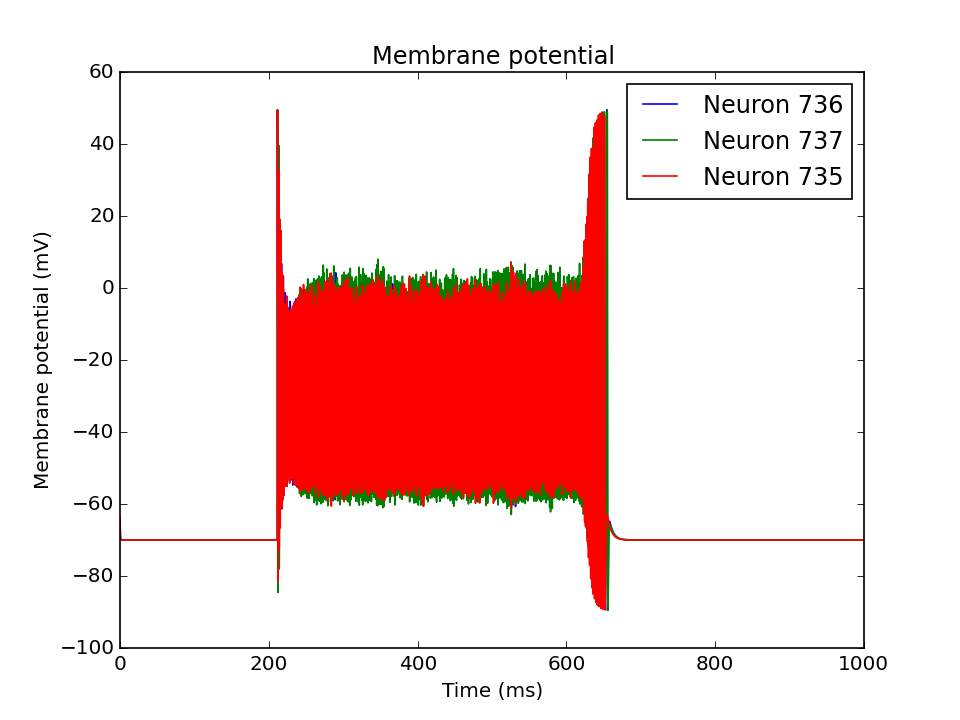 Membrane potential
Neuron 736
Neuron 737
Neuron 735
Membrane potential (mV)
60
40
20
0
−20
−40
−60
−80
−100
0 200 400 600 800 1000
Time (ms)